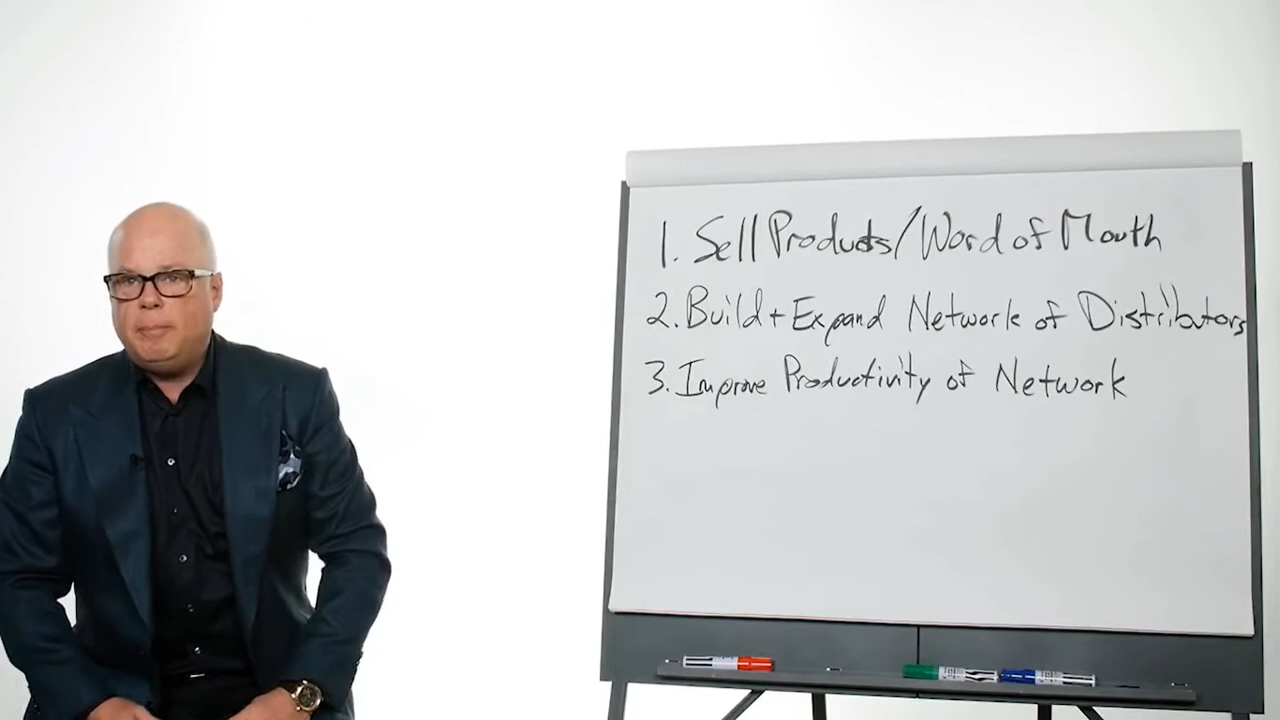 1. Sell Products/Word of Mouth
2. Build + Expand Network of Distributors
3. Improve Productivity of Network